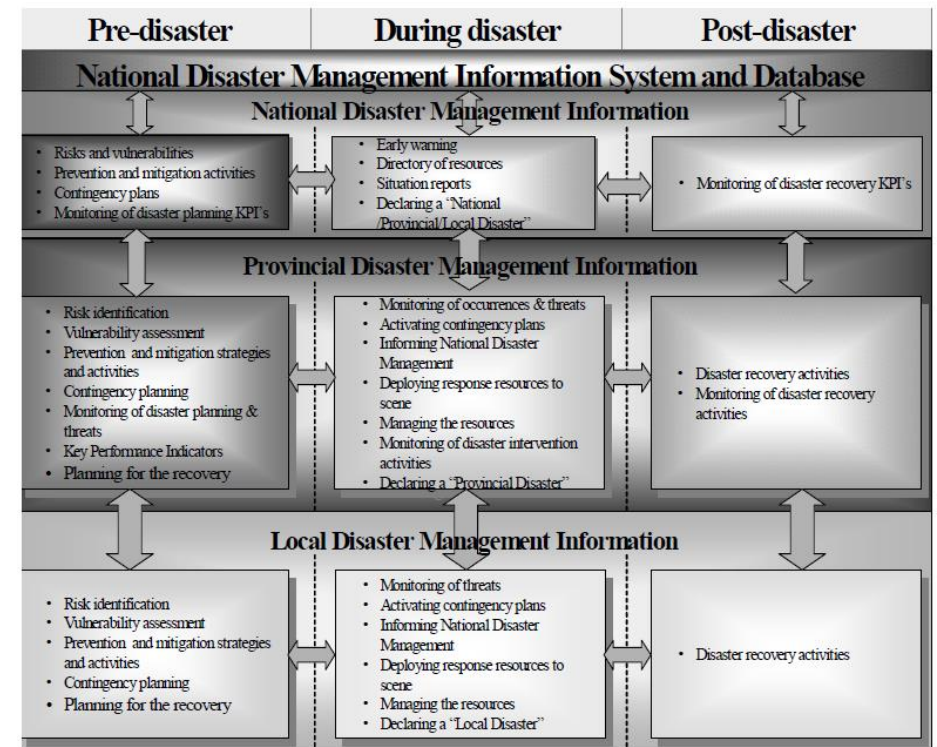 Pre-disaster
During disaster
Post-disaster
National Disaster Management Information System and Database
National Disaster Management Information
• Risks and vulnerabilities
• Prevention and mitigation activities
• Contingency plans
• Monitoring of disaster planning KPI's
• Early warning
• Directory of resources
• Situation reports
• Declaring a “National
/Provincial/Local Disaster”
• Monitoring of disaster recovery KPI's
Provincial Disaster Management Information
• Risk identification
• Vulnerability assessment
• Prevention and mitigation strategies
and activities
• Contingency planning
• Monitoring of disaster planning &
threats
• Key Performance Indicators
• Planning for the recovery
• Monitoring of occurrences & threats
• Activating contingency plans
• Informing National Disaster
Management
• Deploying response resources to
scene
• Managing the resources
• Monitoring of disaster intervention
activities
• Declaring a “Provincial Disaster”
• Disaster recovery activities
• Monitoring of disaster recovery
activities
Local Disaster Management Information
• Risk identification
• Vulnerability assessment
• Prevention and mitigation strategies
and activities
• Contingency planning
• Planning for the recovery
• Monitoring of threats
• Activating contingency plans
• Informing National Disaster
Management
• Deploying response resources to
scene
• Managing the resources
• Declaring a “Local Disaster”
• Disaster recovery activities